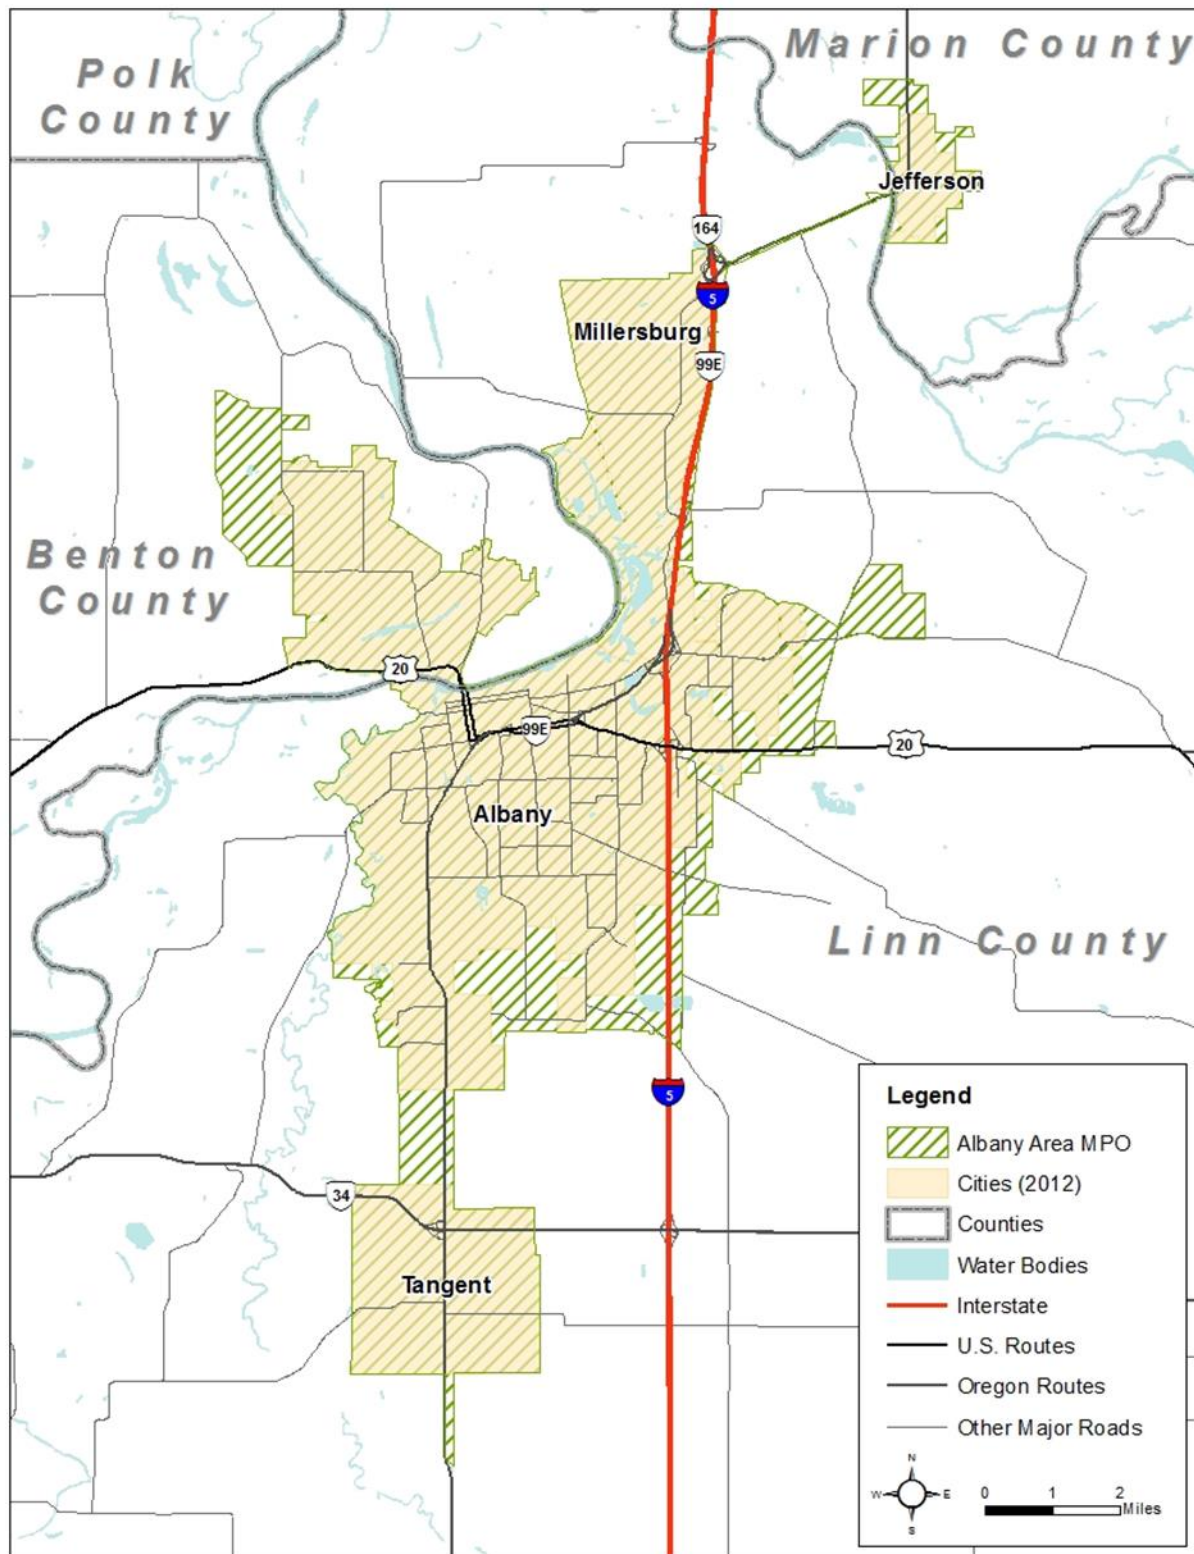 Marion County
Polk
County
Jefferson
164
5
Millersburg
99E
Benton
County
20
99E
20
Albany
Linn County
5
34
Tangent
Legend
Albany Area MPO
Cities (2012)
Counties
Water Bodies
Interstate
U.S. Routes
Oregon Routes
Other Major Roads
N
W E
S
0 1 2
Miles